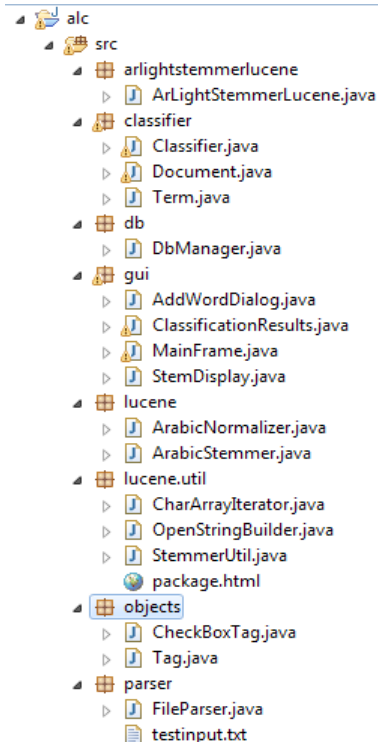 alc
src
arlightstemmerlucene
ArLightStemmerLucene.java
classifier
Classifier.java
Document.java
Term.java
db
DbManager.java
gui
AddWordDialog.java
ClassificationResults.java
MainFrame.java
StemDisplay.java
lucene
ArabicNormalizer.java
ArabicStemmer.java
lucene.util
CharArrayIterator.java
OpenStringBuilder.java
StemmerUtil.java
package.html
objects
CheckBoxTag.java
Tag.java
parser
FileParser.java
testinput.txt